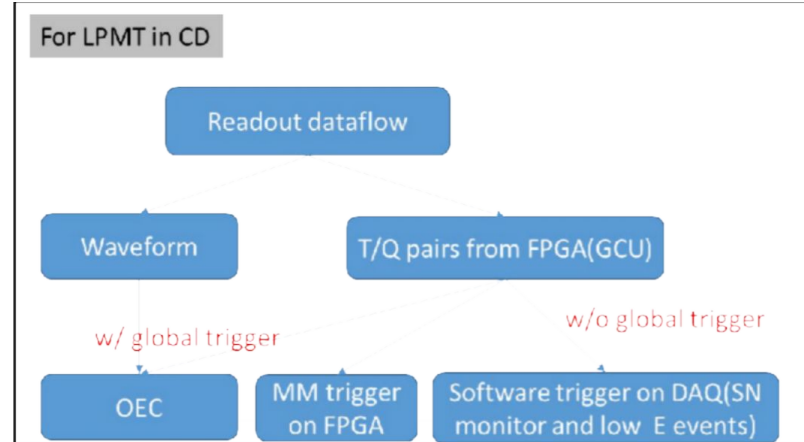 For LPMT in CD
Readout dataflow
Waveform
T/Q pairs from FPGA(GCU)
w/o global trigger
w/ global trigger
OEC
MM trigger
on FPGA
Software trigger on DAQ(SN
monitor and low E events)